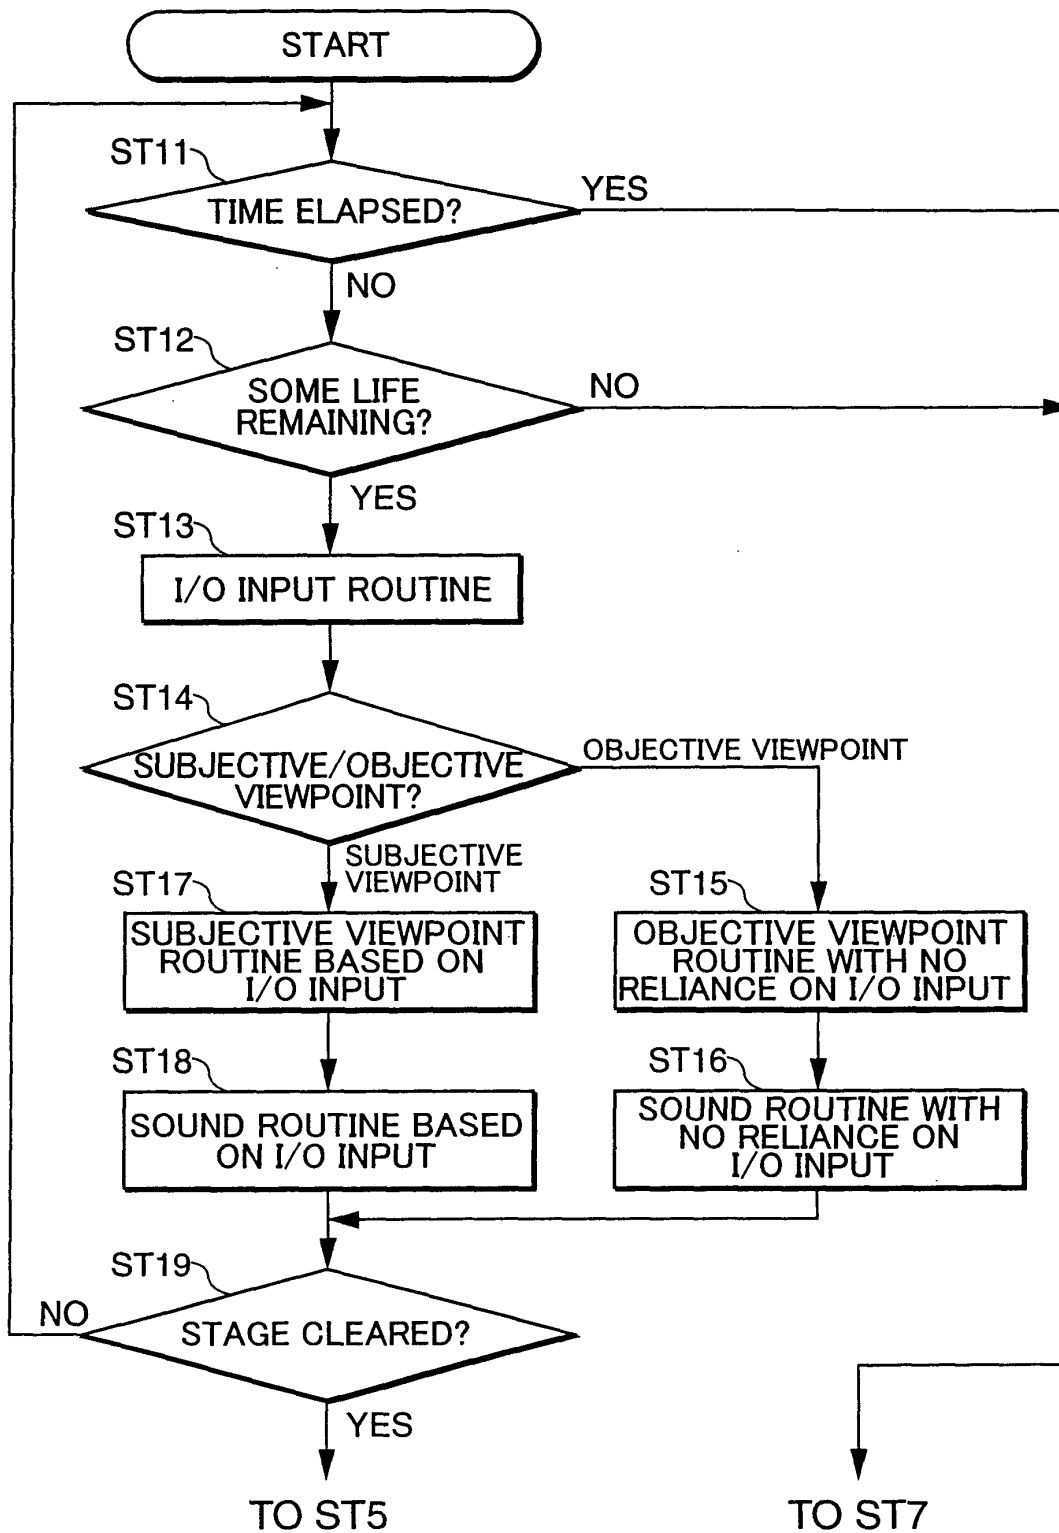 START
ST11
TIME ELAPSED?
YES
NO
ST12
SOME LIFE
REMAINING?
NO
YES
ST13
I/O INPUT ROUTINE
ST14
SUBJECTIVE/OBJECTIVE
VIEWPOINT?
OBJECTIVE VIEWPOINT
SUBJECTIVE
VIEWPOINT
ST17
SUBJECTIVE VIEWPOINT
ROUTINE BASED ON
I/O INPUT
ST15
OBJECTIVE VIEWPOINT
ROUTINE WITH NO
RELIANCE ON I/O INPUT
ST18
SOUND ROUTINE BASED
ON I/O INPUT
ST16
SOUND ROUTINE WITH
NO RELIANCE ON
I/O INPUT
ST19
NO
STAGE CLEARED?
YES
TO ST5
TO ST7